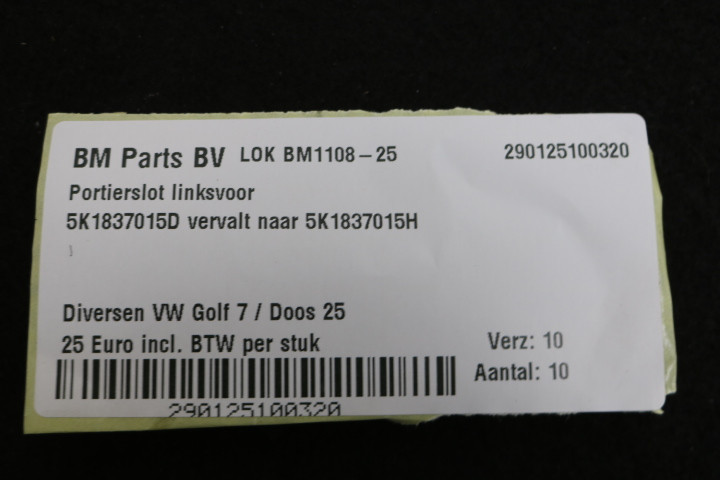 BM Parts BV LOK BM1108-25 290125100320
Portierslot linksvoor
5K1837015D vervalt naar 5K1837015H
Diversen VW Golf 7 / Doos 25
25 Euro incl. BTW per stuk Verz: 10
Aantal: 10
290125100320